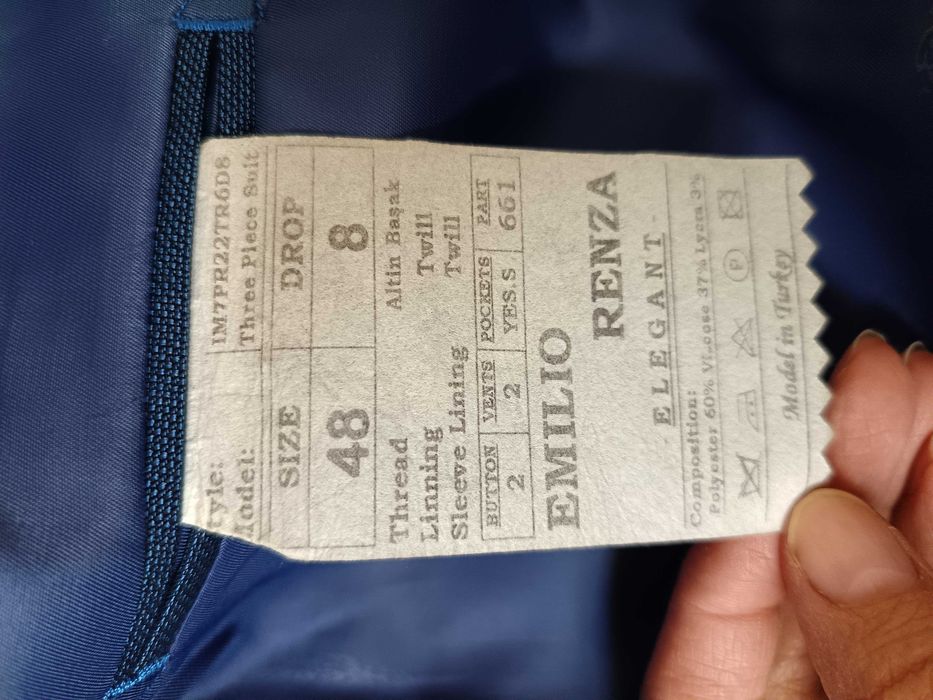 Style: IM7PR22TR6D8
Model: Three Piece Suit
SIZE DROP
48 8
Thread Altin Başak
Linning Twill
Sleeve Lining Twill
BUTTON VENTS POCKETS PART
2 2 YES.S 661
EMILIO
RENZA
- ELEGANT -
Composition:
Polyester 60% Viscose 37% Lycra 3%
P
Model in Turkey